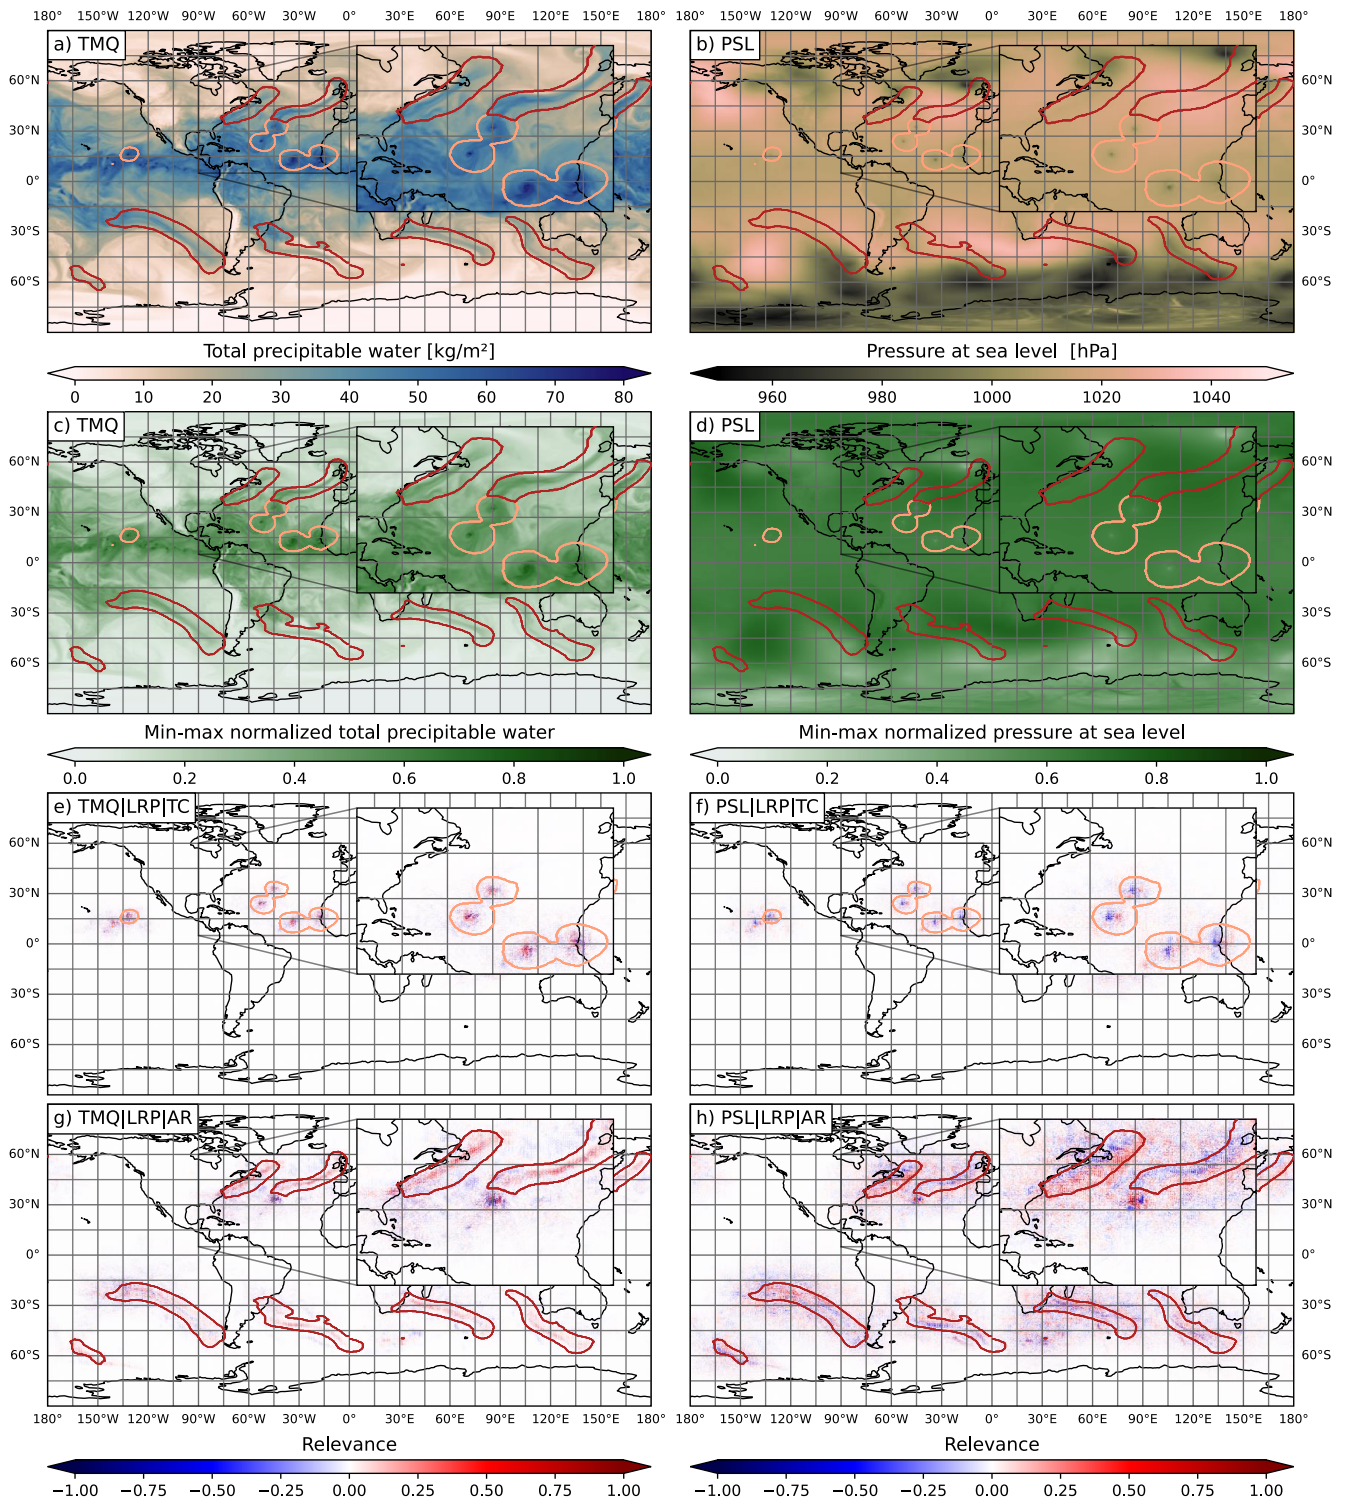 180° 150°W 120°W 90°W 60°W 30°W 0° 30°E 60°E 90°E 120°E 150°E 180°
180° 150°W 120°W 90°W 60°W 30°W 0° 30°E 60°E 90°E 120°E 150°E 180°
a) TMQ
b) PSL
60°N 60°N
30°N 30°N
0° 0°
30°S 30°S
60°S 60°S
Total precipitable water [kg/m²]
Pressure at sea level [hPa]
0 10 20 30 40 50 60 70 80
960 980 1000 1020 1040
c) TMQ
d) PSL
60°N 60°N
30°N 30°N
0° 0°
30°S 30°S
60°S 60°S
Min-max normalized total precipitable water
Min-max normalized pressure at sea level
0.0 0.2 0.4 0.6 0.8 1.0
0.0 0.2 0.4 0.6 0.8 1.0
e) TMQ|LRP|TC
f) PSL|LRP|TC
60°N 60°N
30°N 30°N
0° 0°
30°S 30°S
60°S 60°S
g) TMQ|LRP|AR
h) PSL|LRP|AR
60°N 60°N
30°N 30°N
0° 0°
30°S 30°S
60°S 60°S
180° 150°W 120°W 90°W 60°W 30°W 0° 30°E 60°E 90°E 120°E 150°E 180°
180° 150°W 120°W 90°W 60°W 30°W 0° 30°E 60°E 90°E 120°E 150°E 180°
Relevance
Relevance
−1.00 −0.75 −0.50 −0.25 0.00 0.25 0.50 0.75 1.00
−1.00 −0.75 −0.50 −0.25 0.00 0.25 0.50 0.75 1.00